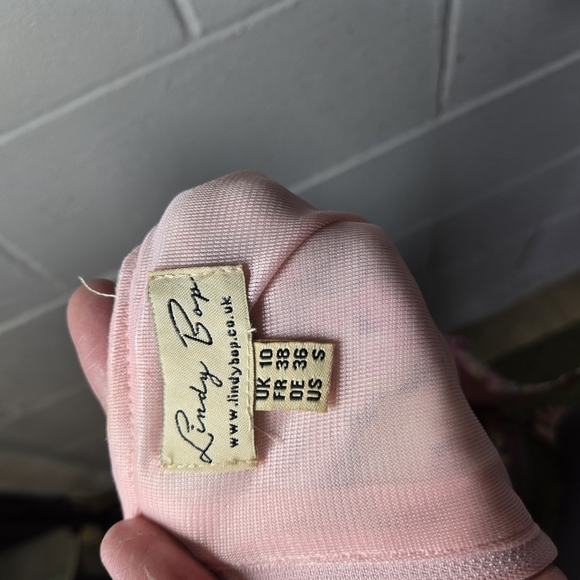 Lindy Bop
www.lindybop.co.uk
UK 10
FR 38
DE 36
US S